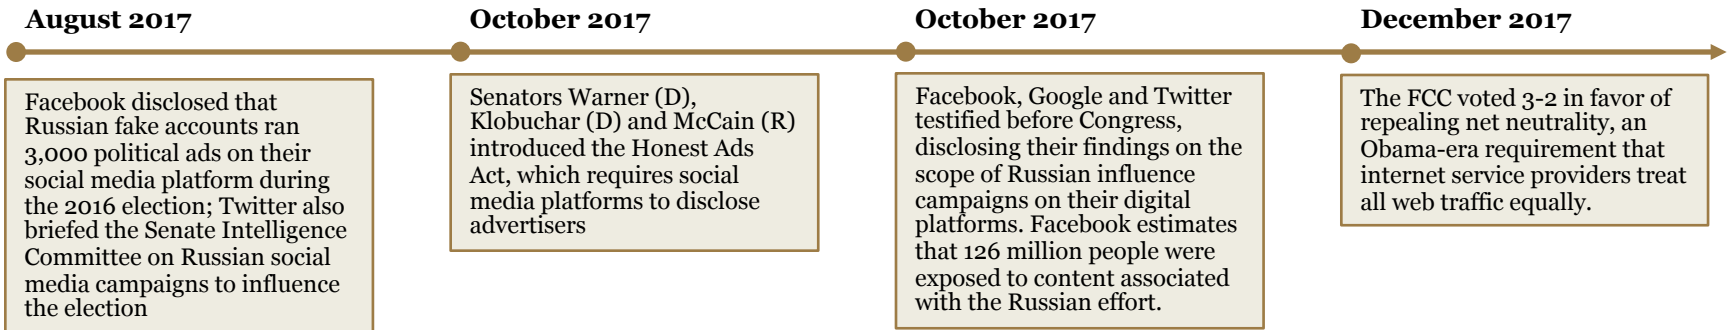 August 2017
Facebook disclosed that
Russian fake accounts ran
3,000 political ads on their
social media platform during
the 2016 election; Twitter also
briefed the Senate Intelligence
Committee on Russian social
media campaigns to influence
the election
October 2017
Senators Warner (D),
Klobuchar (D) and McCain (R)
introduced the Honest Ads
Act, which requires social
media platforms to disclose
advertisers
October 2017
Facebook, Google and Twitter
testified before Congress,
disclosing their findings on the
scope of Russian influence
campaigns on their digital
platforms. Facebook estimates
that 126 million people were
exposed to content associated
with the Russian effort.
December 2017
The FCC voted 3-2 in favor of
repealing net neutrality, an
Obama-era requirement that
internet service providers treat
all web traffic equally.